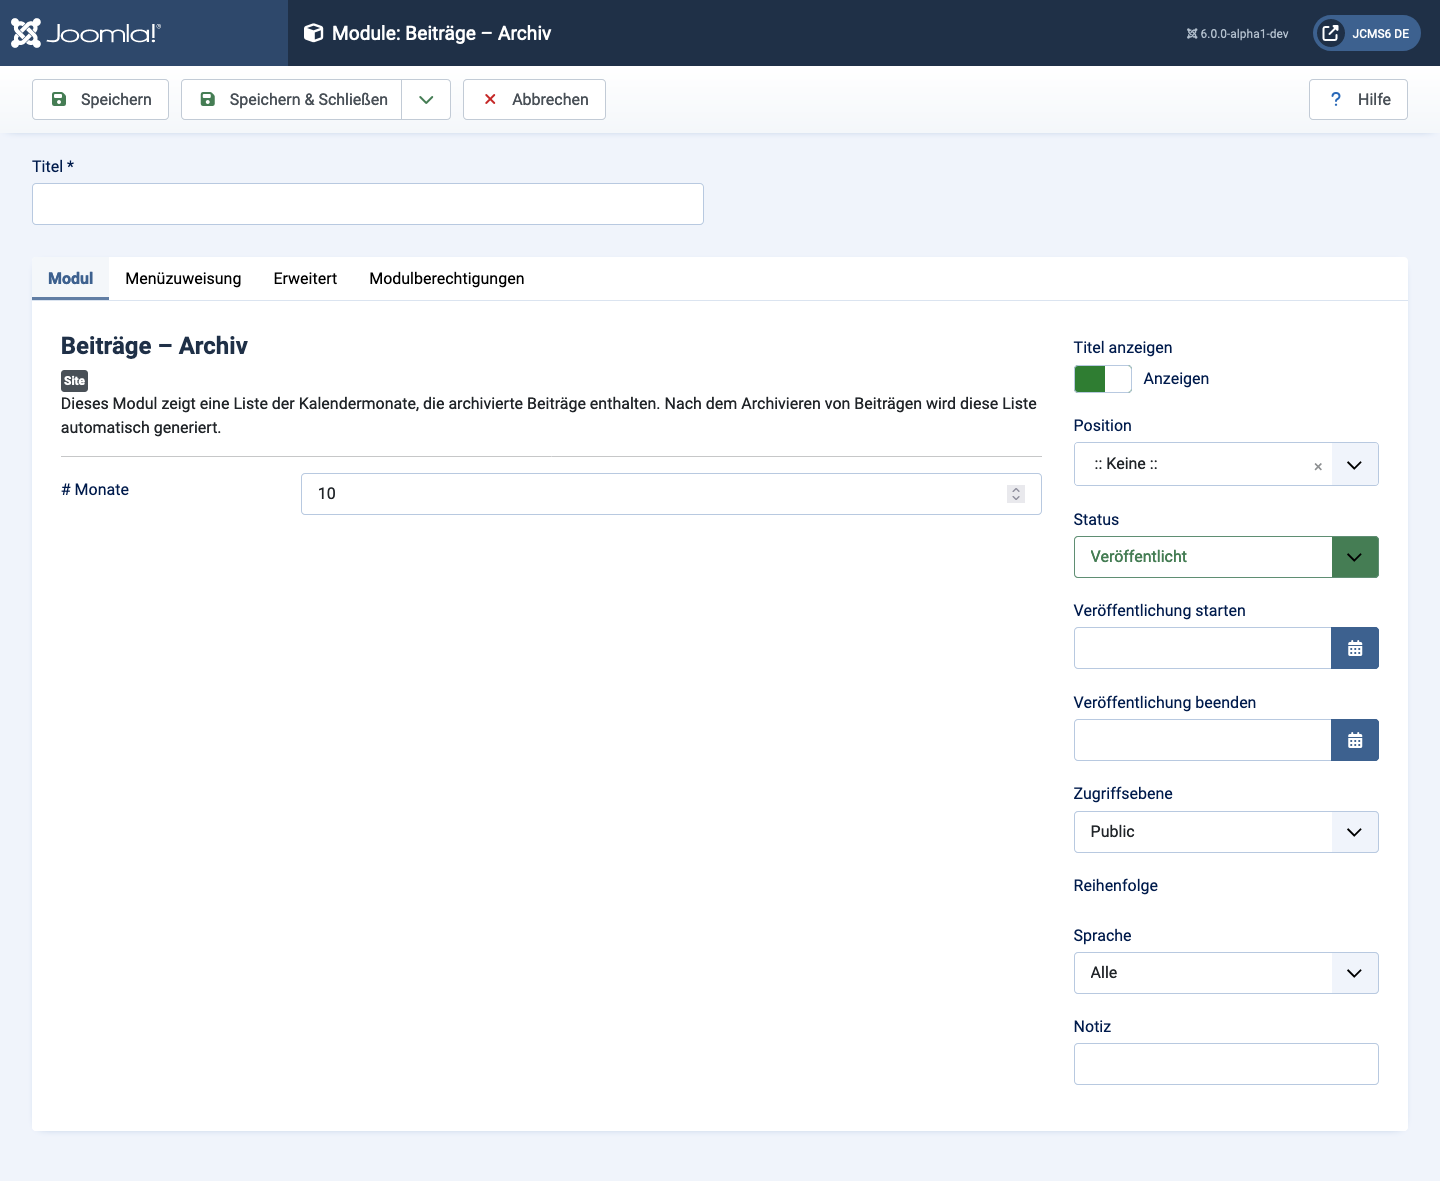 Joomla!®
Module: Beiträge – Archiv
6.0.0-alpha1-dev
JCMS6 DE
Speichern
Speichern & Schließen
Abbrechen
? Hilfe
Titel *
Modul
Menüzuweisung
Erweitert
Modulberechtigungen
Beiträge – Archiv
Site
Dieses Modul zeigt eine Liste der Kalendermonate, die archivierte Beiträge enthalten. Nach dem Archivieren von Beiträgen wird diese Liste
automatisch generiert.
# Monate
10
Titel anzeigen
Anzeigen
Position
:: Keine ::
×
Status
Veröffentlicht
Veröffentlichung starten
Veröffentlichung beenden
Zugriffsebene
Public
Reihenfolge
Sprache
Alle
Notiz